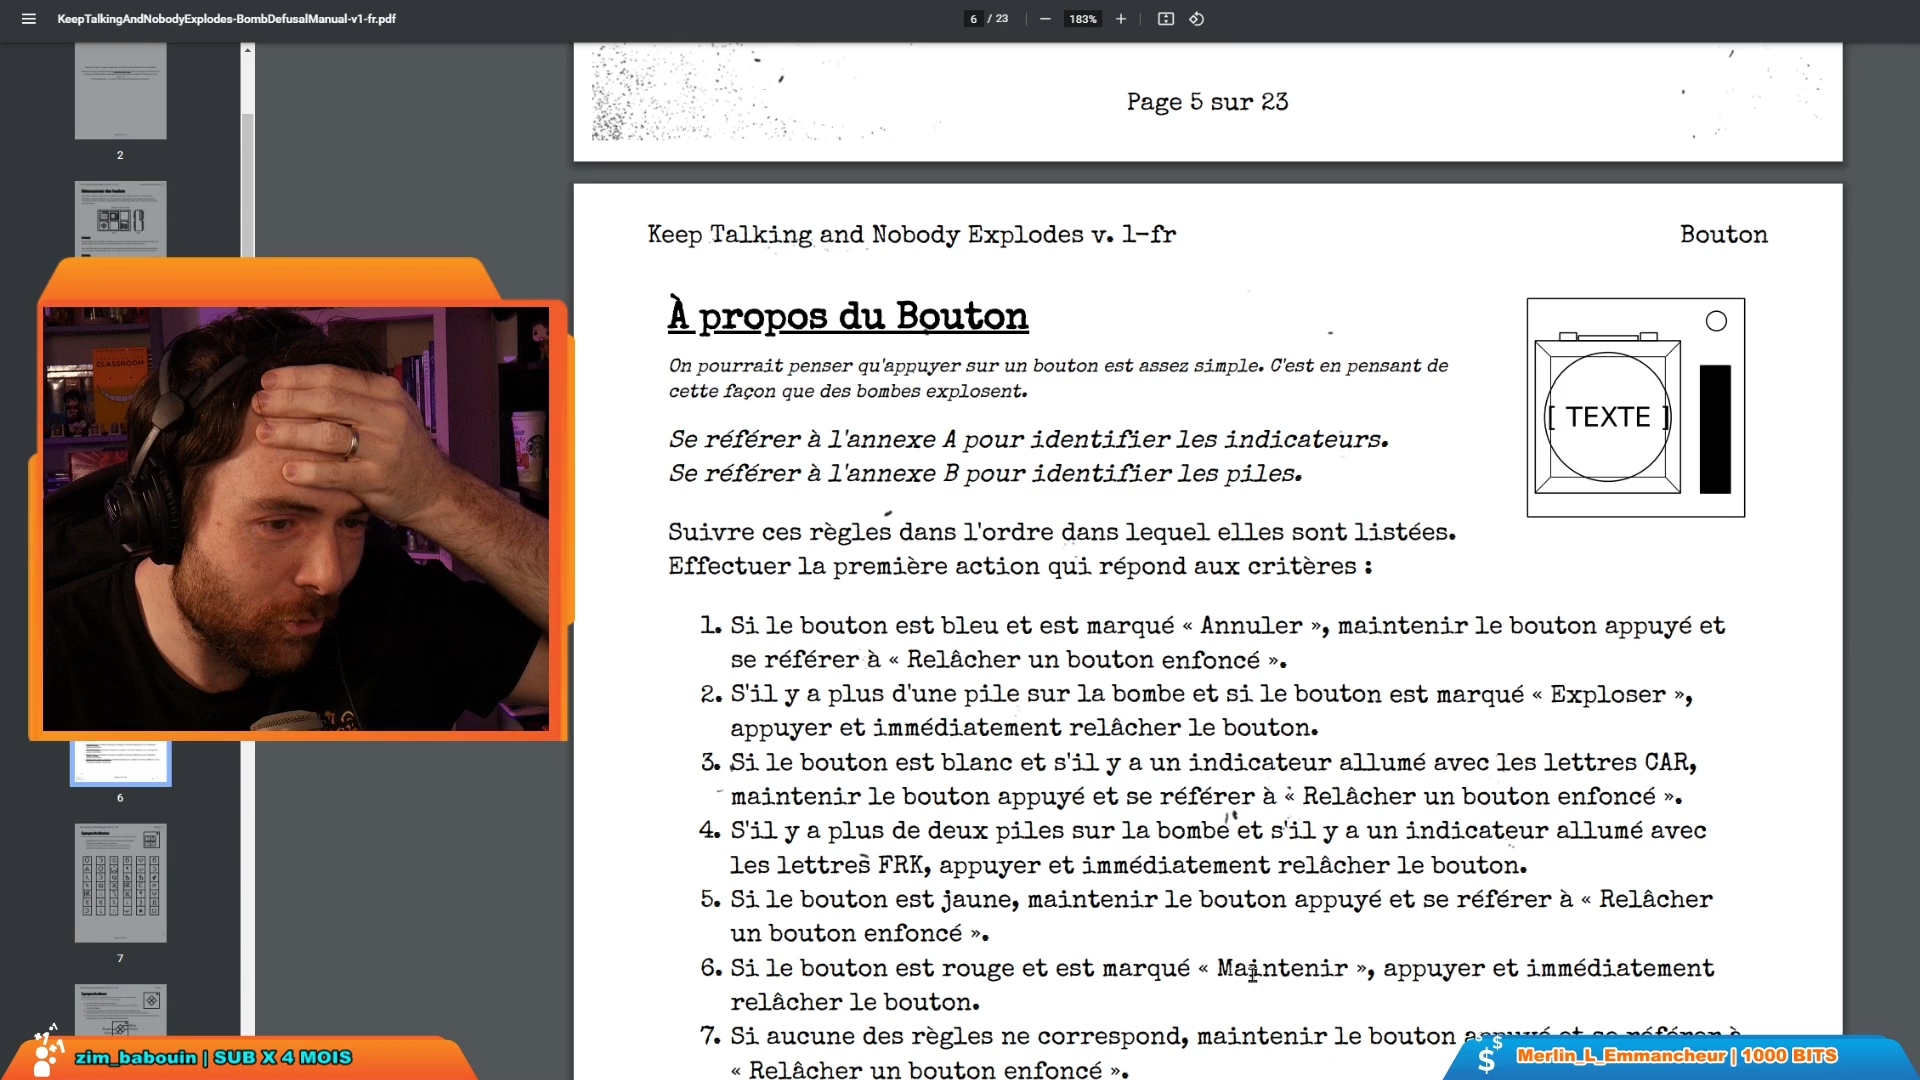 KeepTalkingAndNobodyExplodes-BombDefusalManual-v1-fr.pdf
6 / 23
183%
2
6
7
Page 5 sur 23
Keep Talking and Nobody Explodes v. 1-fr
Bouton
À propos du Bouton
On pourrait penser qu'appuyer sur un bouton est assez simple. C'est en pensant de
cette façon que des bombes explosent.
Se référer à l'annexe A pour identifier les indicateurs.
Se référer à l'annexe B pour identifier les piles.
[ TEXTE ]
Suivre ces règles dans l'ordre dans lequel elles sont listées.
Effectuer la première action qui répond aux critères :
1. Si le bouton est bleu et est marqué « Annuler », maintenir le bouton appuyé et
se référer à « Relâcher un bouton enfoncé ».
2. S'il y a plus d'une pile sur la bombe et si le bouton est marqué « Exploser »,
appuyer et immédiatement relâcher le bouton.
3. Si le bouton est blanc et s'il y a un indicateur allumé avec les lettres CAR,
maintenir le bouton appuyé et se référer à « Relâcher un bouton enfoncé ».
4. S'il y a plus de deux piles sur la bombe et s'il y a un indicateur allumé avec
les lettres FRK, appuyer et immédiatement relâcher le bouton.
5. Si le bouton est jaune, maintenir le bouton appuyé et se référer à « Relâcher
un bouton enfoncé ».
6. Si le bouton est rouge et est marqué « Maintenir », appuyer et immédiatement
relâcher le bouton.
7. Si aucune des règles ne correspond, maintenir le bouton appuyé et se référer à
« Relâcher un bouton enfoncé ».
CLASSROOM
zim_babouin | SUB X 4 MOIS
Merlin_L_Emmancheur | 1000 BITS